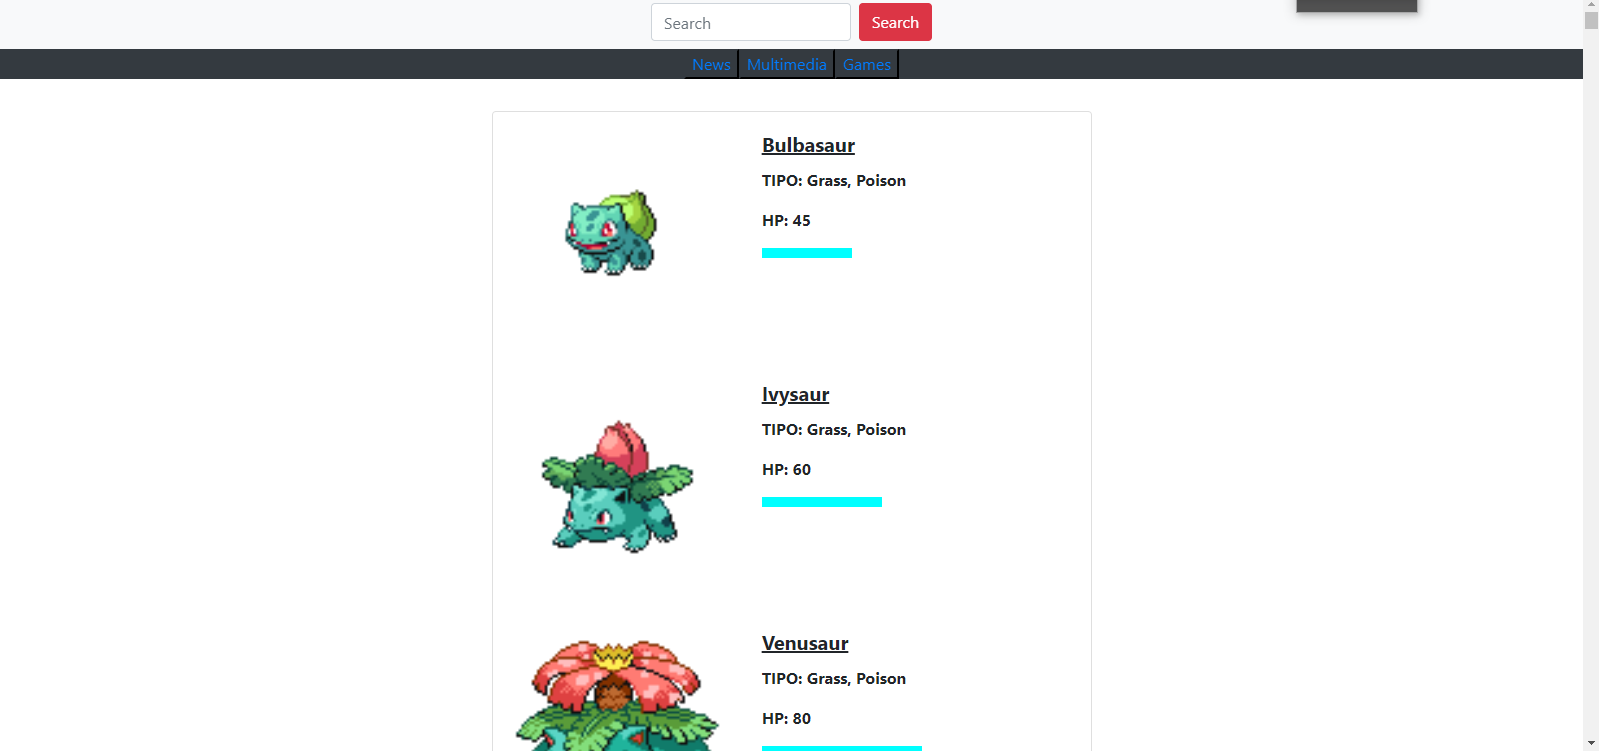 Search Search
News Multimedia Games
Bulbasaur
TIPO: Grass, Poison
HP: 45
Ivysaur
TIPO: Grass, Poison
HP: 60
Venusaur
TIPO: Grass, Poison
HP: 80